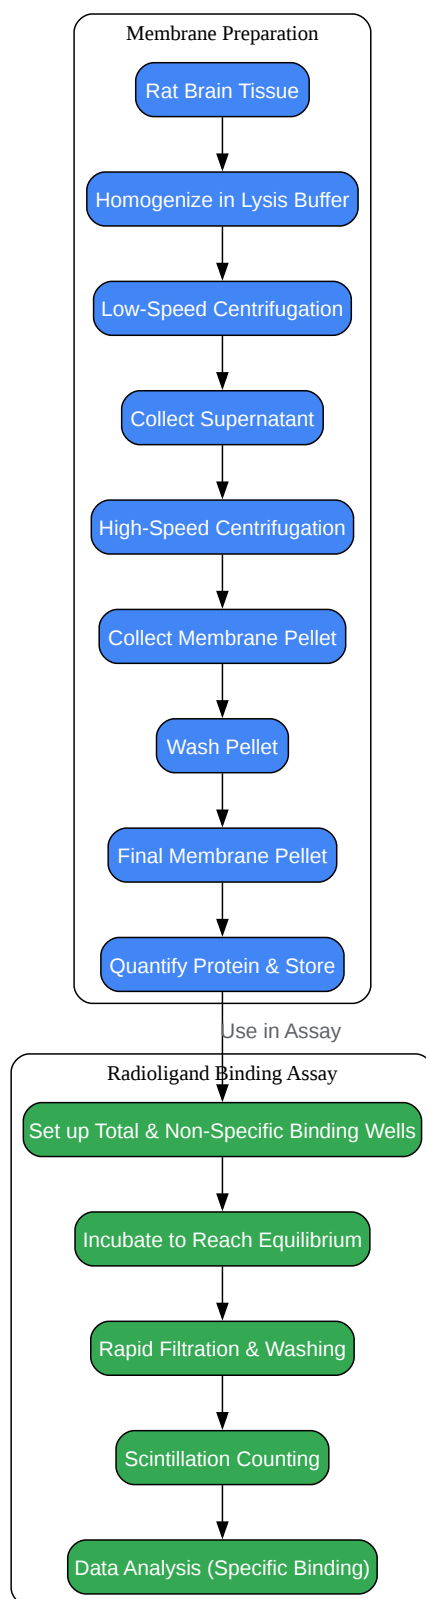 Membrane Preparation
Rat Brain Tissue
Homogenize in Lysis Buffer
Low-Speed Centrifugation
Collect Supernatant
High-Speed Centrifugation
Collect Membrane Pellet
Wash Pellet
Final Membrane Pellet
Quantify Protein & Store
Use in Assay
Radioligand Binding Assay
Set up Total & Non-Specific Binding Wells
Incubate to Reach Equilibrium
Rapid Filtration & Washing
Scintillation Counting
Data Analysis (Specific Binding)